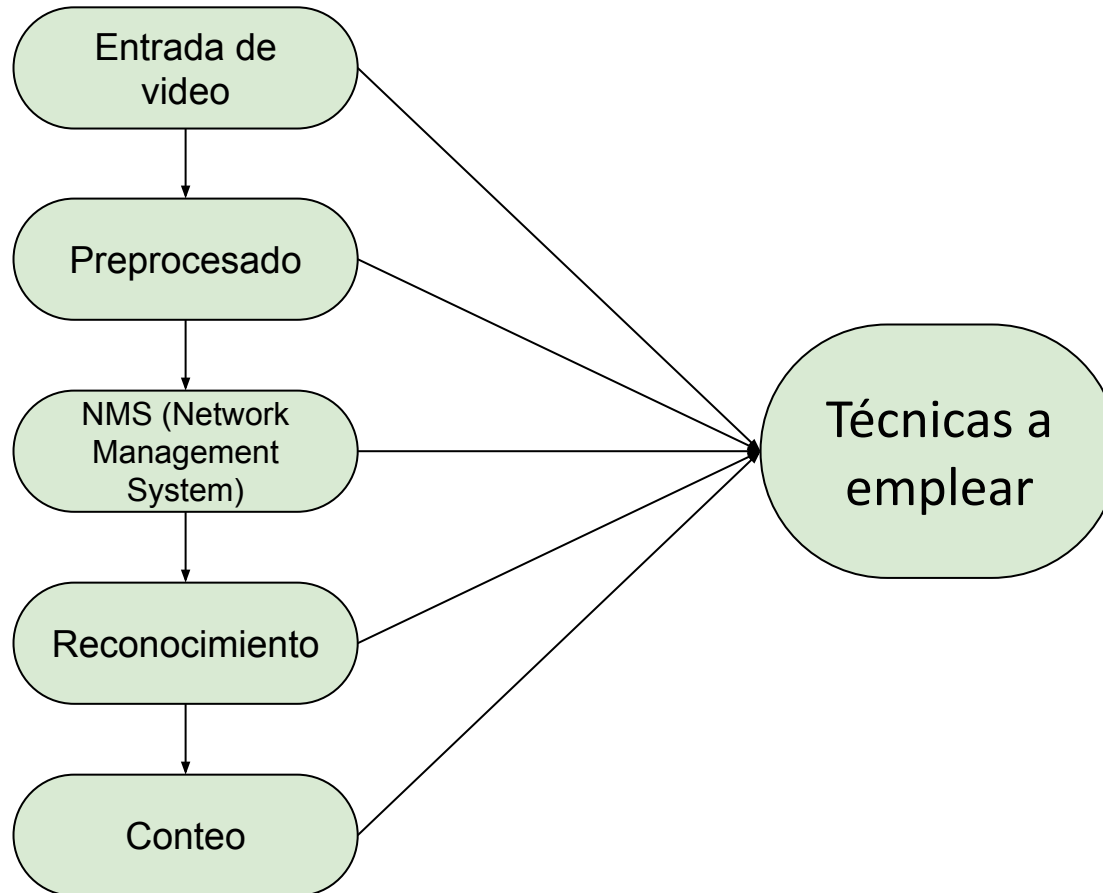 Entrada de
video
Preprocesado
NMS (Network
Management
System)
Reconocimiento
Conteo
Técnicas a
emplear